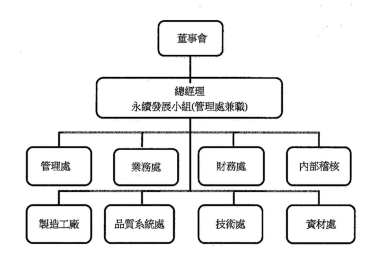 董事會
總經理
永續發展小組(管理處兼職)
管理處
業務處
財務處
內部稽核
製造工廠
品質系統處
技術處
資材處